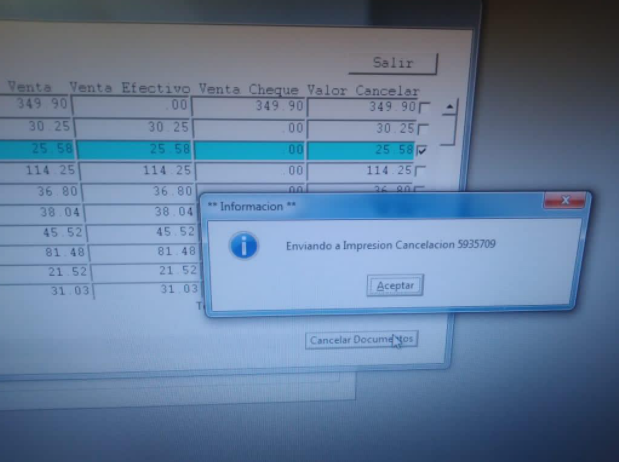 Salir
Venta Venta Efectivo Venta Cheque Valor Cancelar
349.90 .00 349.90 349.90
30.25 30.25 .00 30.25
25.58 25.58 .00 25.58
114.25 114.25 .00 114.25
36.80 36.80 .00 36.80
38.04 38.04
45.52 45.52
81.48 81.48
21.52 21.52
31.03 31.03
** Informacion **
Enviando a Impresion Cancelacion 5935709
Aceptar
Cancelar Documentos